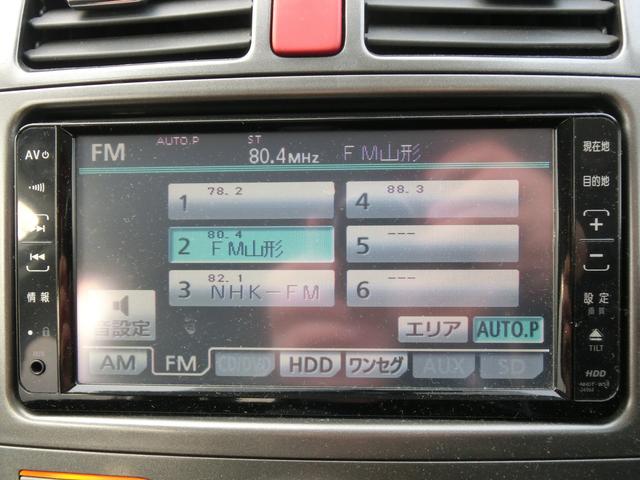 AV
現在地
目的地
情報
設定
画質
TILT
HDD
FM
AUTO.P
ST
80.4MHz
FM山形
1
78.2
4
88.3
2
80.4
FM山形
5
---
3
82.1
NHK-FM
6
---
音設定
エリア
AUTO.P
AM
FM
HDD
ワンセグ
AUX
SD